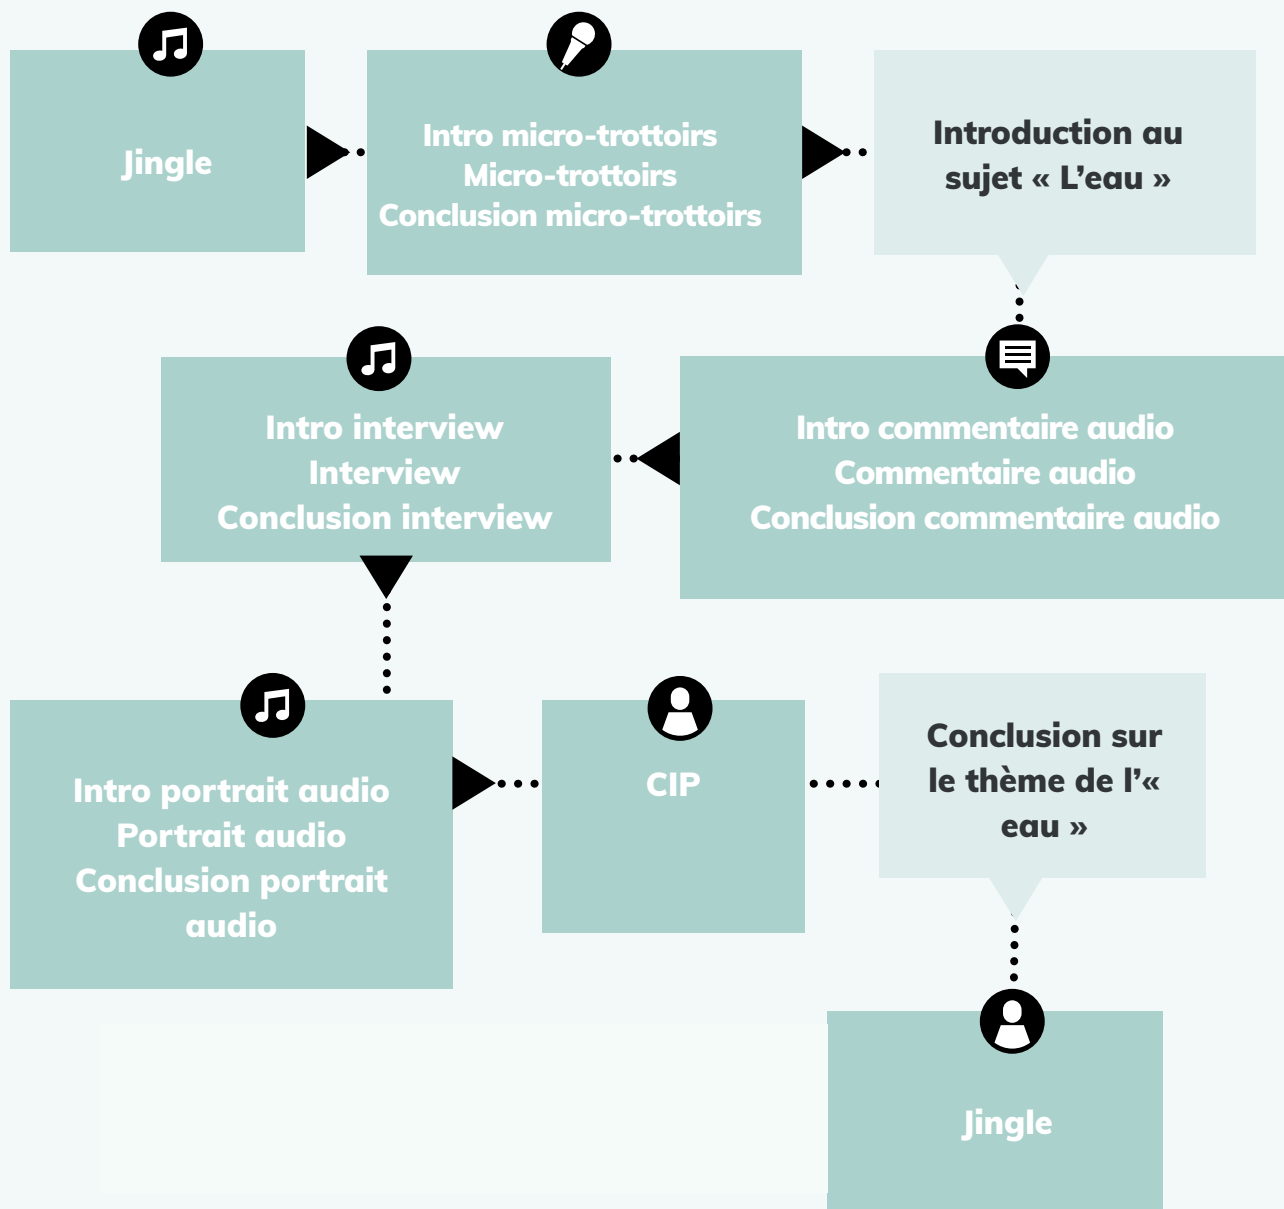 Jingle
Intro micro-trottoirs
Micro-trottoirs
Conclusion micro-trottoirs
Introduction au
sujet « L’eau »
Intro commentaire audio
Commentaire audio
Conclusion commentaire audio
Intro interview
Interview
Conclusion interview
Intro portrait audio
Portrait audio
Conclusion portrait
audio
CIP
Conclusion sur
le thème de l’«
eau »
Jingle